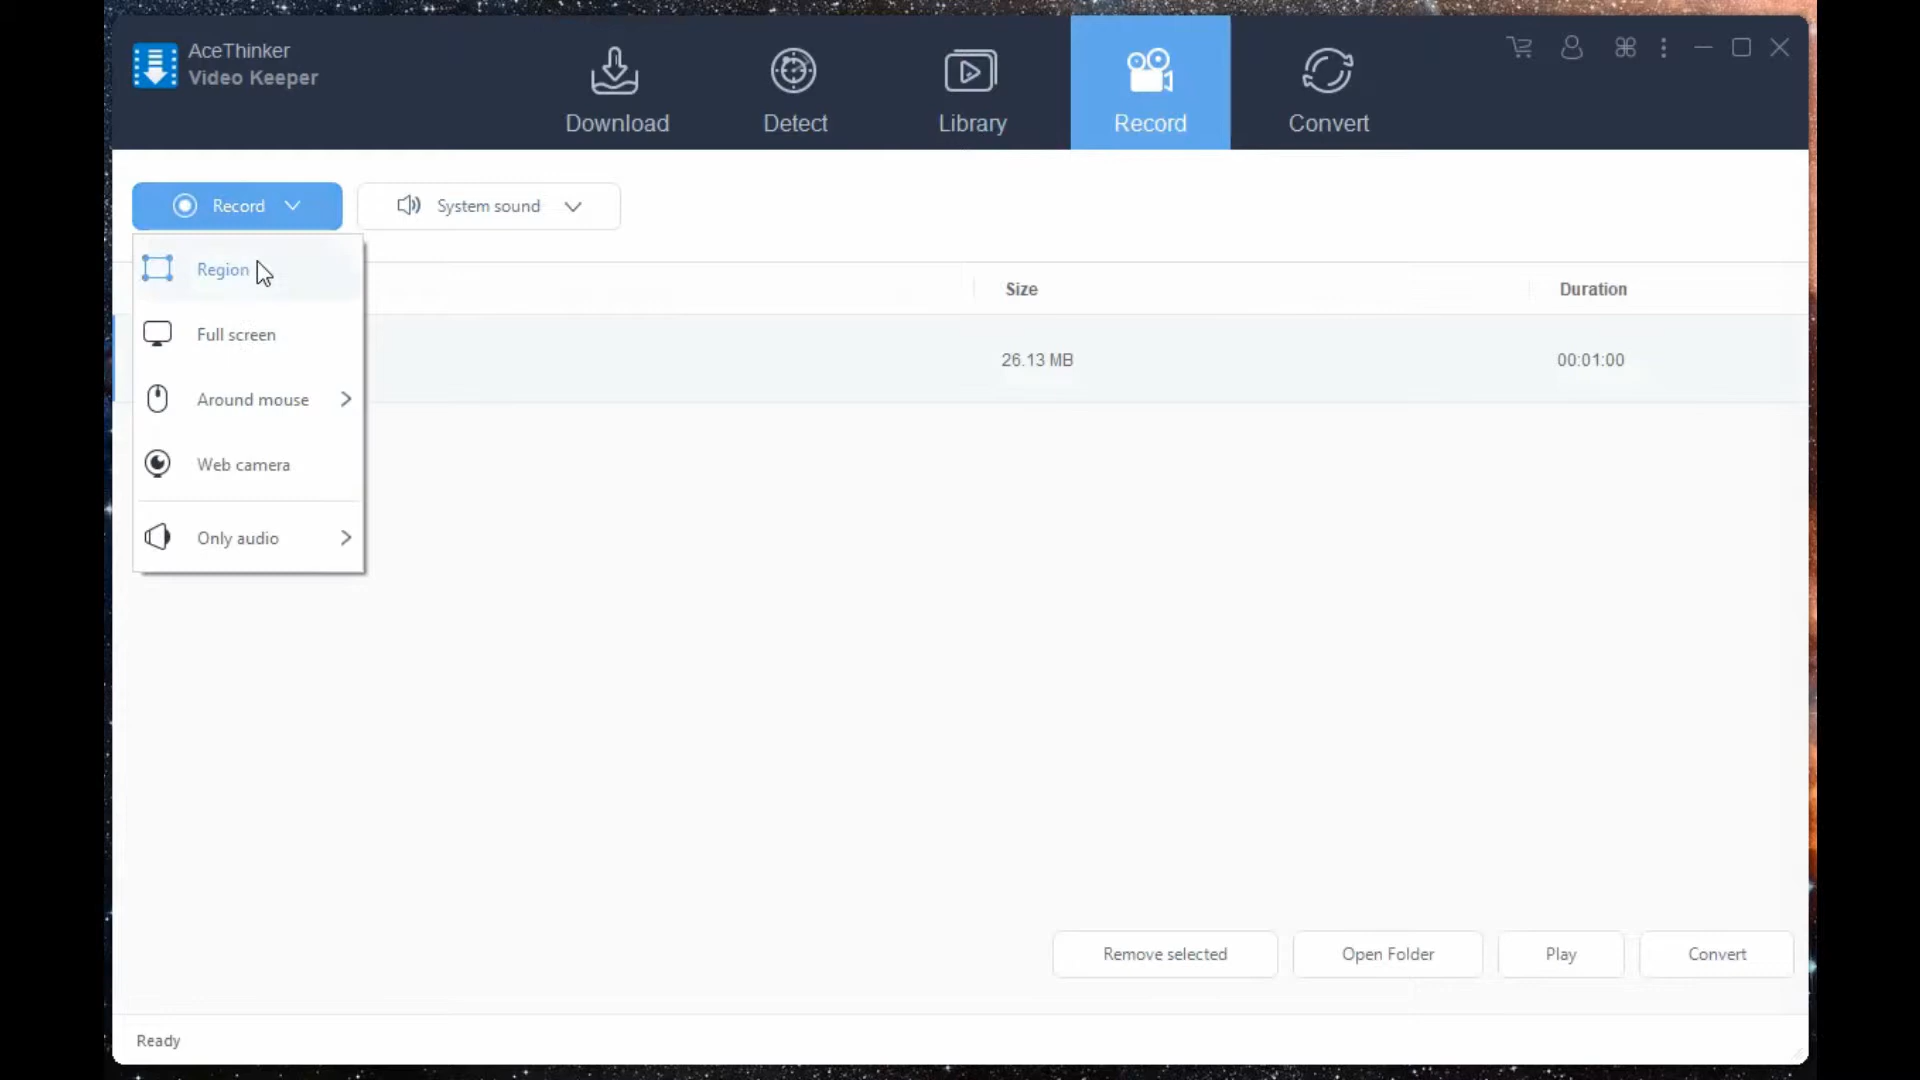 AceThinker
Video Keeper
Download
Detect
Library
Record
Convert
Record
System sound
Region
Full screen
Around mouse
Web camera
Only audio
Size
Duration
26.13 MB
00:01:00
Remove selected
Open Folder
Play
Convert
Ready